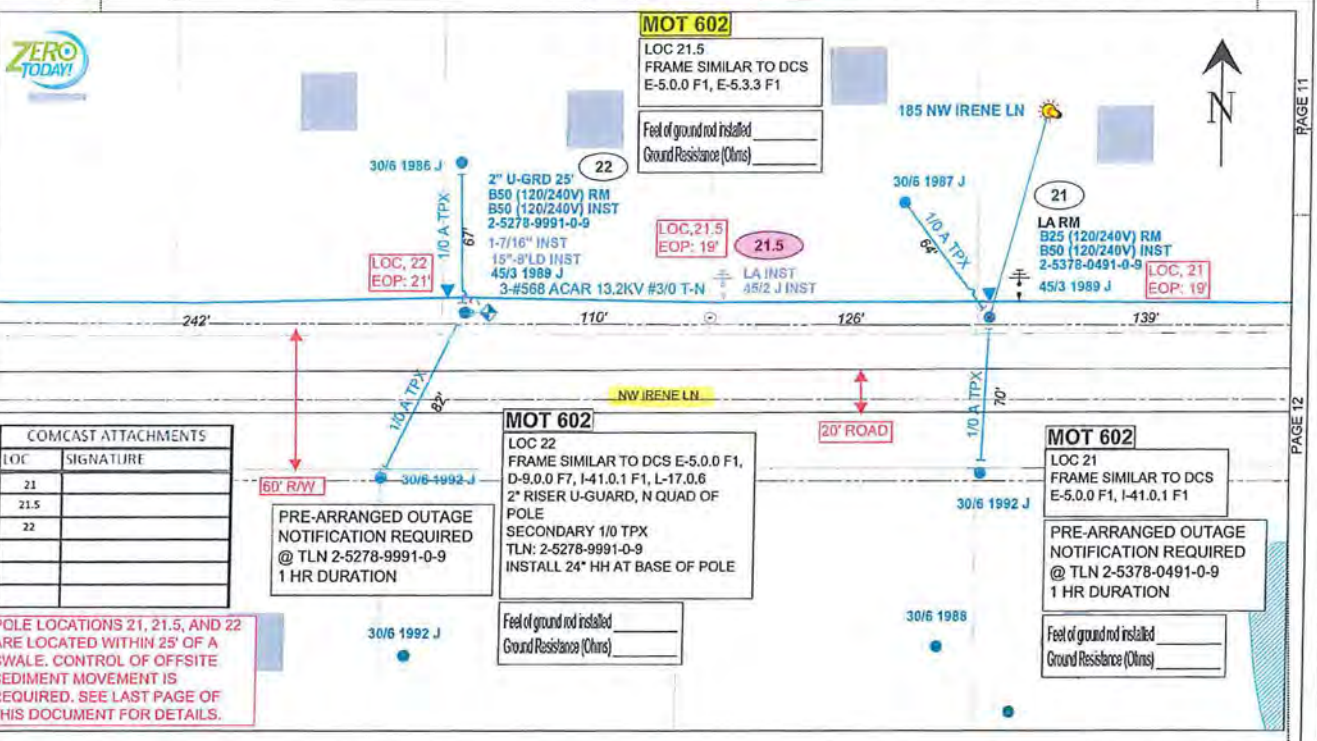 ZERO
TODAY!
MOT 602
LOC 21.5
FRAME SIMILAR TO DCS
E-5.0.0 F1, E-5.3.3 F1
Feel of ground rod installed
Ground Resistance (Ohms)
N
PAGE 11
185 NW IRENE LN
30/6 1986 J
22
2" U-GRD 25'
B50 (120/240V) RM
B50 (120/240V) INST
2-5278-9991-0-9
1-7/16" INST
15"-8'LD INST
45/3 1989 J
3-#568 ACAR 13.2KV #3/0 T-N
1/0 A TPX
67'
LOC, 22
EOP: 21'
LOC,21.5
EOP: 19'
21.5
LA INST
45/2 J INST
30/6 1987 J
1/0 A TPX
64'
21
LA RM
B25 (120/240V) RM
B50 (120/240V) INST
2-5378-0491-0-9
45/3 1989 J
LOC, 21
EOP: 19'
242'
110'
126'
139'
1/0 A TPX
82'
NW IRENE LN
20' ROAD
1/0 A TPX
70'
PAGE 12
60' R/W
COMCAST ATTACHMENTS
LOC SIGNATURE
21
21.5
22
30/6 1992 J
PRE-ARRANGED OUTAGE
NOTIFICATION REQUIRED
@ TLN 2-5278-9991-0-9
1 HR DURATION
MOT 602
LOC 22
FRAME SIMILAR TO DCS E-5.0.0 F1,
D-9.0.0 F7, I-41.0.1 F1, L-17.0.6
2" RISER U-GUARD, N QUAD OF
POLE
SECONDARY 1/0 TPX
TLN: 2-5278-9991-0-9
INSTALL 24" HH AT BASE OF POLE
Feel of ground rod installed
Ground Resistance (Ohms)
30/6 1992 J
MOT 602
LOC 21
FRAME SIMILAR TO DCS
E-5.0.0 F1, I-41.0.1 F1
PRE-ARRANGED OUTAGE
NOTIFICATION REQUIRED
@ TLN 2-5378-0491-0-9
1 HR DURATION
Feel of ground rod installed
Ground Resistance (Ohms)
30/6 1992 J
30/6 1988
POLE LOCATIONS 21, 21.5, AND 22
ARE LOCATED WITHIN 25' OF A
SWALE. CONTROL OF OFFSITE
SEDIMENT MOVEMENT IS
REQUIRED. SEE LAST PAGE OF
THIS DOCUMENT FOR DETAILS.